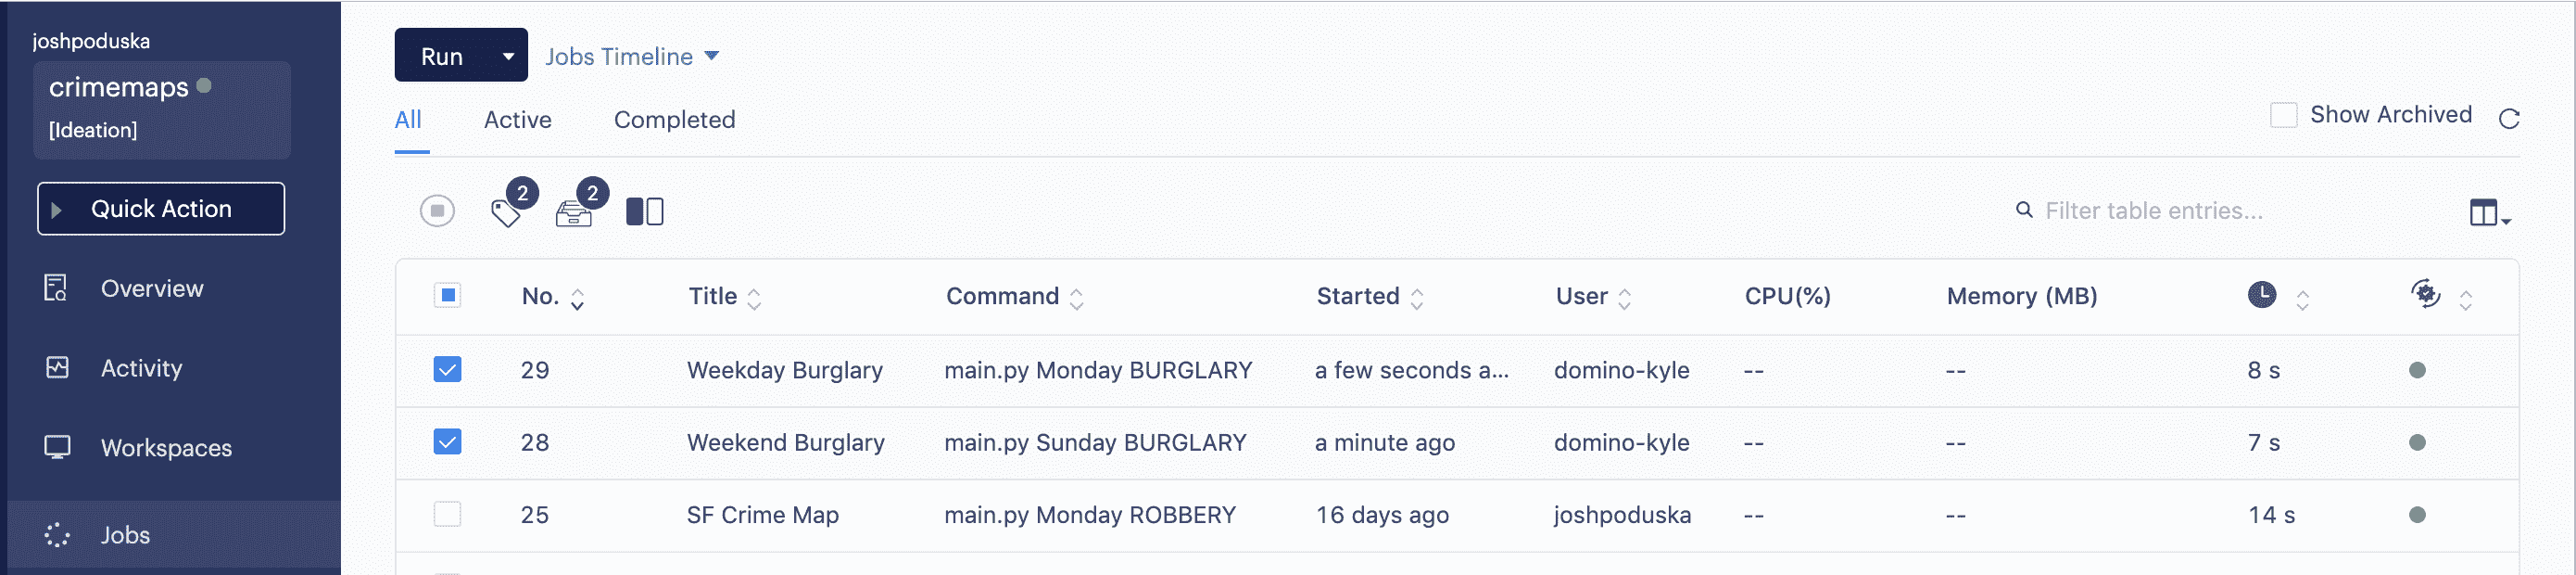 joshpoduska
crimemaps
[Ideation]
Quick Action
Overview
Activity
Workspaces
Jobs
Run Jobs Timeline
All Active Completed Show Archived
2 2 Filter table entries...
No. Title Command Started User CPU(%) Memory (MB)
29 Weekday Burglary main.py Monday BURGLARY a few seconds a... domino-kyle -- -- 8 s
28 Weekend Burglary main.py Sunday BURGLARY a minute ago domino-kyle -- -- 7 s
25 SF Crime Map main.py Monday ROBBERY 16 days ago joshpoduska -- -- 14 s